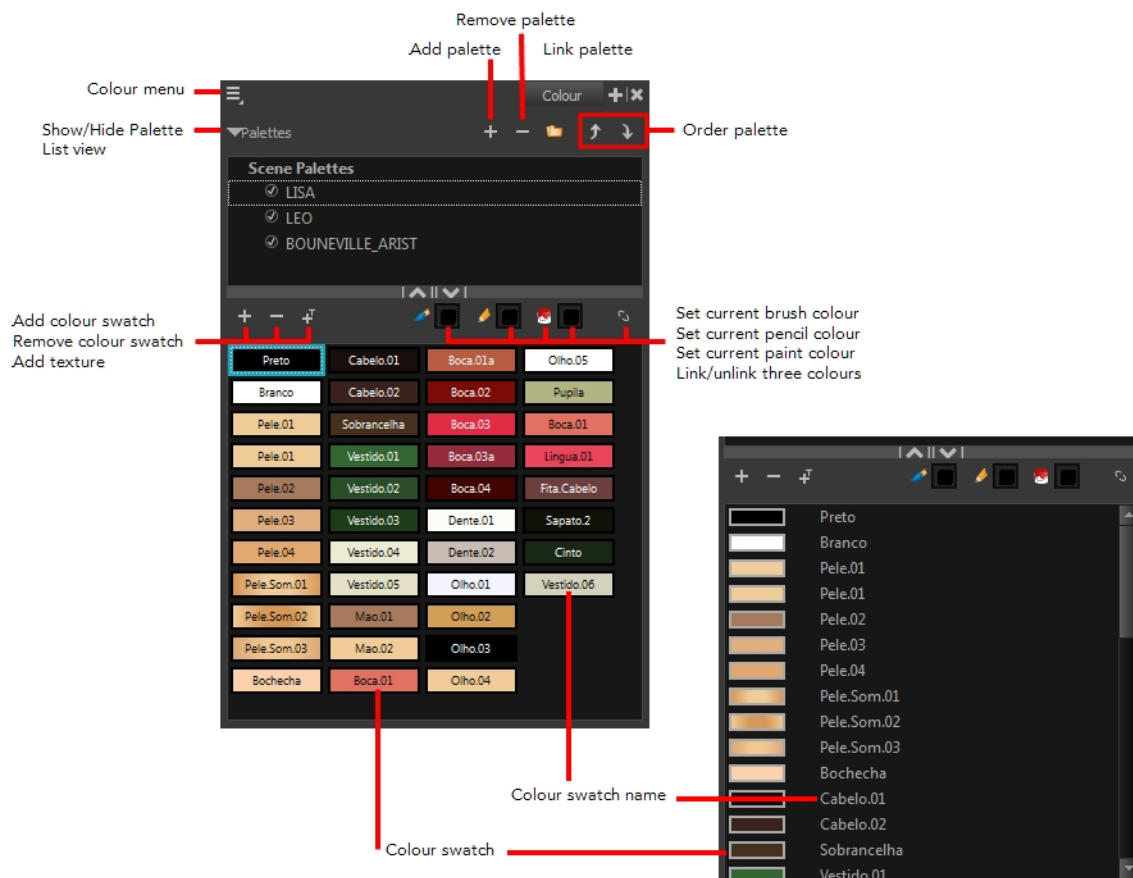 Remove palette
Add palette
Link palette
Colour menu
Colour
Show/Hide Palette
List view
Palettes
Order palette
Scene Palettes
LISA
LEO
BOUNEVILLE_ARIST
Add colour swatch
Remove colour swatch
Add texture
Set current brush colour
Set current pencil colour
Set current paint colour
Link/unlink three colours
Preto Cabelo.01 Boca.01a Olho.05
Branco Cabelo.02 Boca.02 Pupila
Pele.01 Sobrancelha Boca.03 Boca.01
Pele.01 Vestido.01 Boca.03a Lingua.01
Pele.02 Vestido.02 Boca.04 Fita.Cabelo
Pele.03 Vestido.03 Dente.01 Sapato.2
Pele.04 Vestido.04 Dente.02 Cinto
Pele.Som.01 Vestido.05 Olho.01 Vestido.06
Pele.Som.02 Mao.01 Olho.02
Pele.Som.03 Mao.02 Olho.03
Bochecha Boca.01 Olho.04
Preto
Branco
Pele.01
Pele.01
Pele.02
Pele.03
Pele.04
Pele.Som.01
Pele.Som.02
Pele.Som.03
Bochecha
Cabelo.01
Cabelo.02
Sobrancelha
Vestido.01
Colour swatch name
Colour swatch